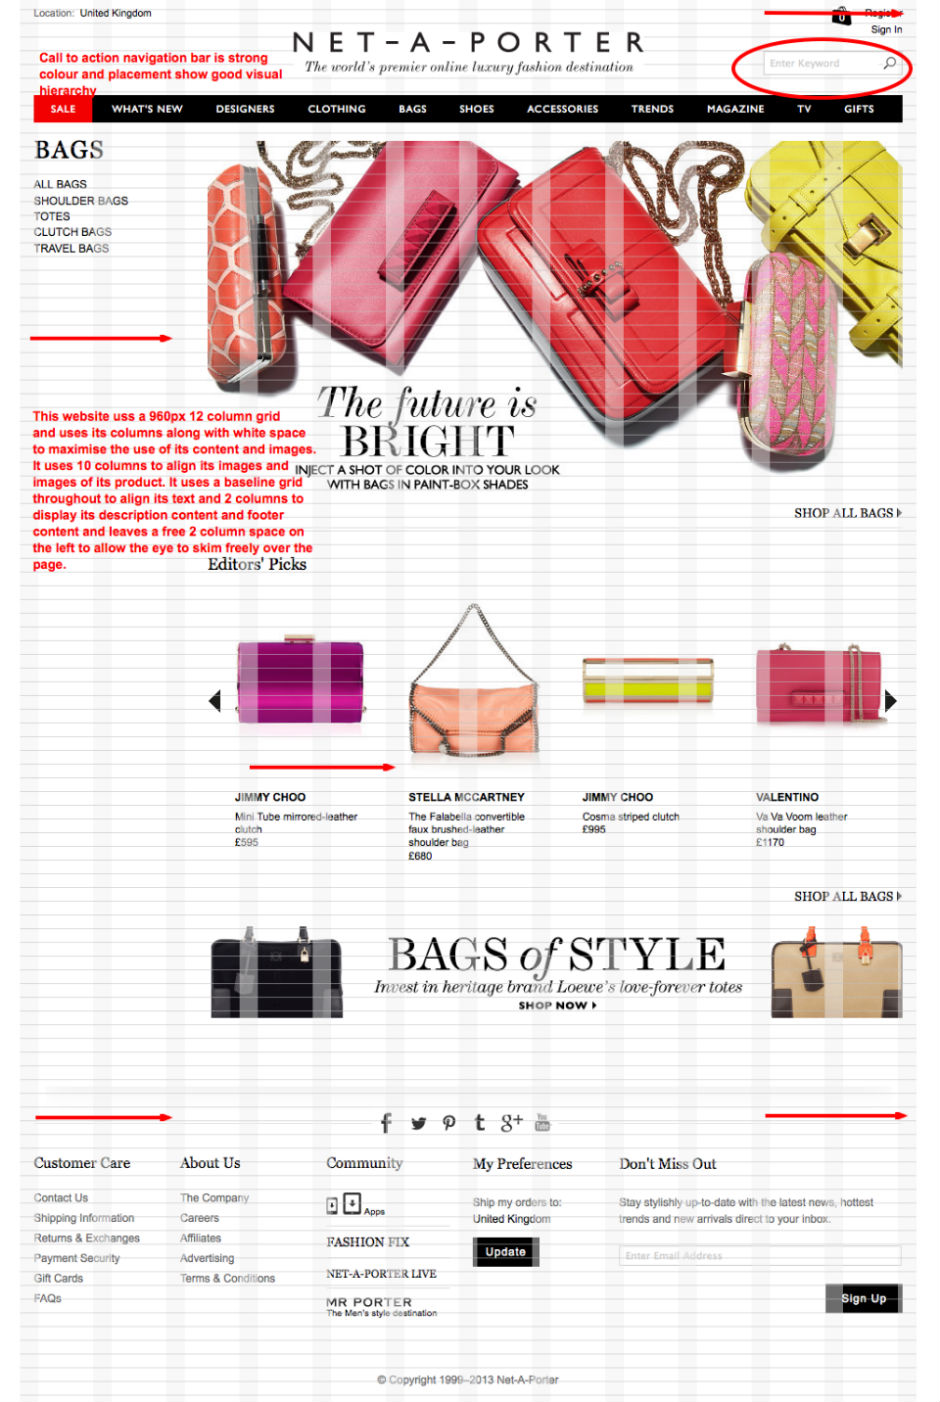 Location: United Kingdom
0
Register
Sign In
Call to action navigation bar is strong
colour and placement show good visual
hierarchy
NET-A-PORTER
The world's premier online luxury fashion destination
Enter Keyword
SALE WHAT'S NEW DESIGNERS CLOTHING BAGS SHOES ACCESSORIES TRENDS MAGAZINE TV GIFTS
BAGS
ALL BAGS
SHOULDER BAGS
TOTES
CLUTCH BAGS
TRAVEL BAGS
The future is
BRIGHT
INJECT A SHOT OF COLOR INTO YOUR LOOK
WITH BAGS IN PAINT-BOX SHADES
This website uss a 960px 12 column grid
and uses its columns along with white space
to maximise the use of its content and images.
It uses 10 columns to align its images and
images of its product. It uses a baseline grid
throughout to align its text and 2 columns to
display its description content and footer
content and leaves a free 2 column space on
the left to allow the eye to skim freely over the
page.
SHOP ALL BAGS
Editors' Picks
JIMMY CHOO
Mini Tube mirrored-leather
clutch
£595
STELLA MCCARTNEY
The Falabella convertible
faux brushed-leather
shoulder bag
£680
JIMMY CHOO
Cosma striped clutch
£995
VALENTINO
Va Va Voom leather
shoulder bag
£1170
SHOP ALL BAGS
BAGS of STYLE
Invest in heritage brand Loewe's love-forever totes
SHOP NOW
f t g+ You Tube
Customer Care
Contact Us
Shipping Information
Returns & Exchanges
Payment Security
Gift Cards
FAQs
About Us
The Company
Careers
Affiliates
Advertising
Terms & Conditions
Community
Apps
FASHION FIX
NET-A-PORTER LIVE
MR PORTER
The Men's style destination
My Preferences
Ship my orders to:
United Kingdom
Update
Don't Miss Out
Stay stylishly up-to-date with the latest news, hottest
trends and new arrivals direct to your inbox.
Enter Email Address
Sign Up
© Copyright 1999-2013 Net-A-Porter